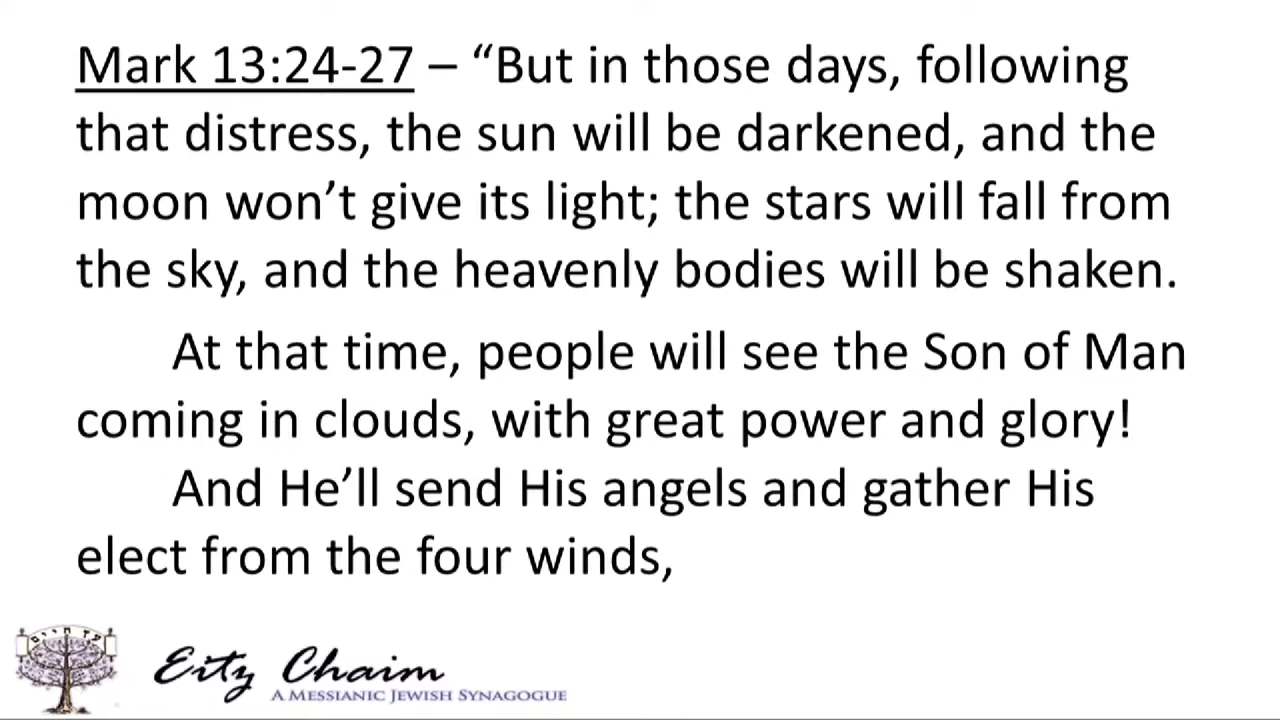 Mark 13:24-27 – “But in those days, following
that distress, the sun will be darkened, and the
moon won’t give its light; the stars will fall from
the sky, and the heavenly bodies will be shaken.
At that time, people will see the Son of Man
coming in clouds, with great power and glory!
And He’ll send His angels and gather His
elect from the four winds,
עץ חיים
Eitz Chaim
A MESSIANIC JEWISH SYNAGOGUE